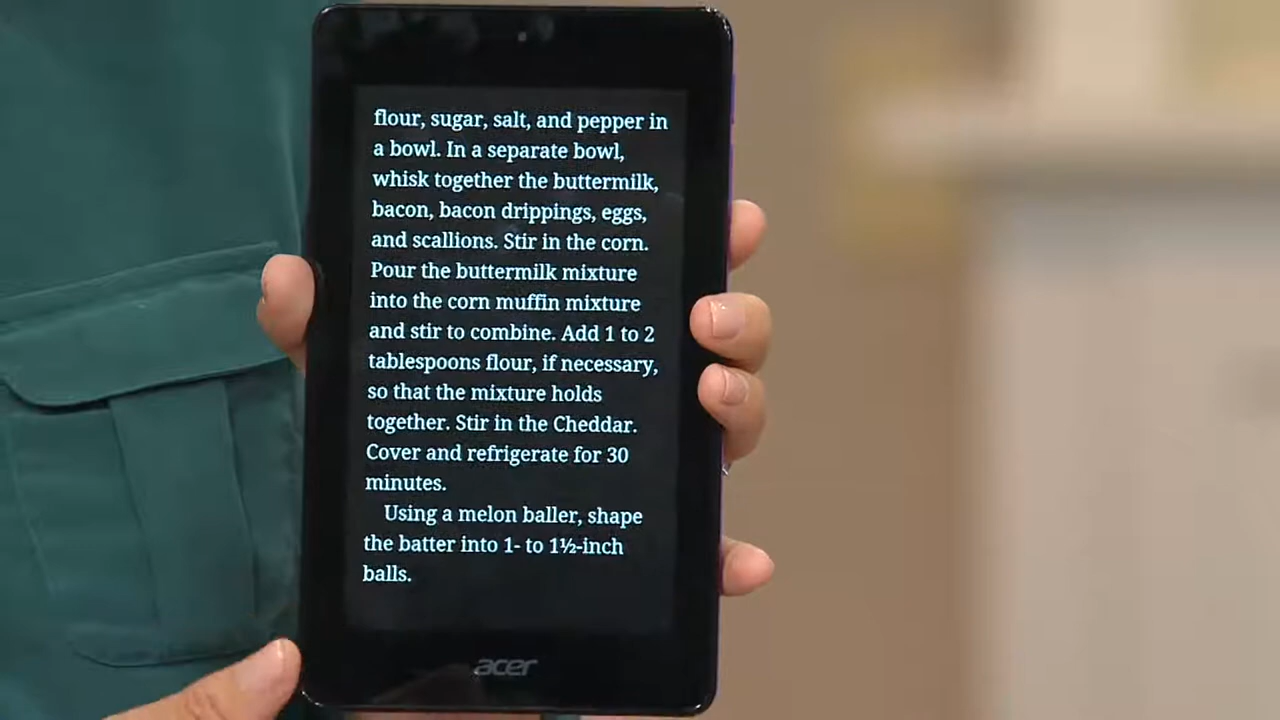 flour, sugar, salt, and pepper in
a bowl. In a separate bowl,
whisk together the buttermilk,
bacon, bacon drippings, eggs,
and scallions. Stir in the corn.
Pour the buttermilk mixture
into the corn muffin mixture
and stir to combine. Add 1 to 2
tablespoons flour, if necessary,
so that the mixture holds
together. Stir in the Cheddar.
Cover and refrigerate for 30
minutes.
Using a melon baller, shape
the batter into 1- to 1½-inch
balls.
acer